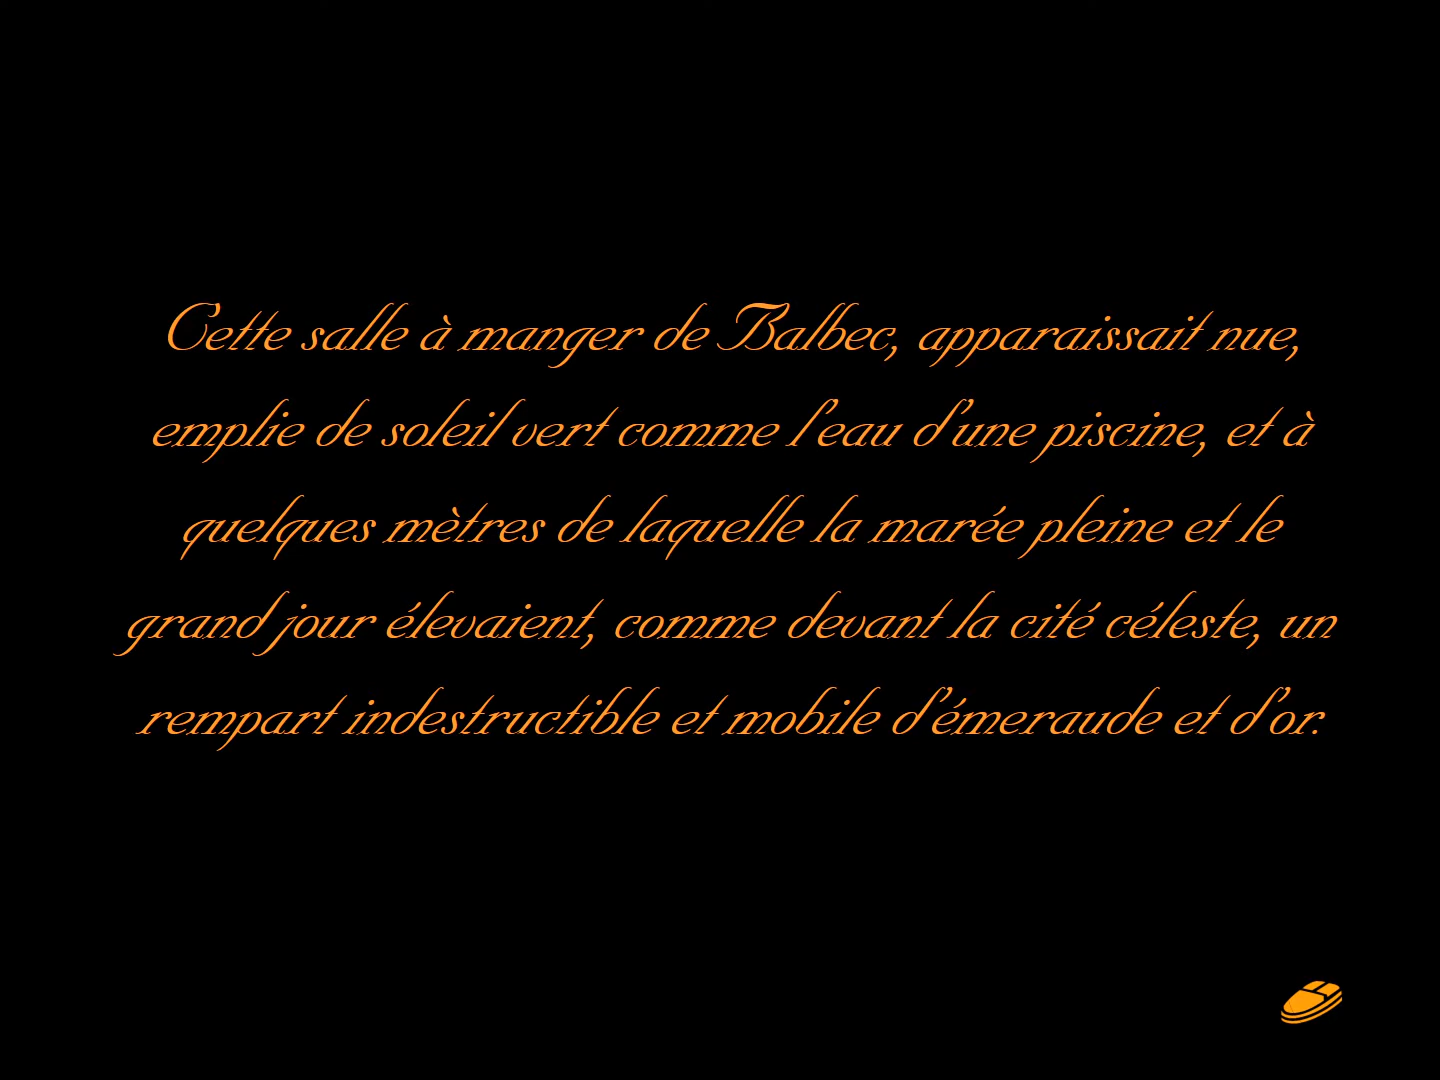 Cette salle à manger de Balbec, apparaissait nue,
emplie de soleil vert comme l'eau d'une piscine, et à
quelques mètres de laquelle la marée pleine et le
grand jour élevaient, comme devant la cité céleste, un
rempart indestructible et mobile d'émeraude et d'or.